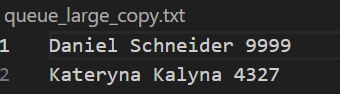 queue_large_copy.txt
1 Daniel Schneider 9999
2 Kateryna Kalyna 4327